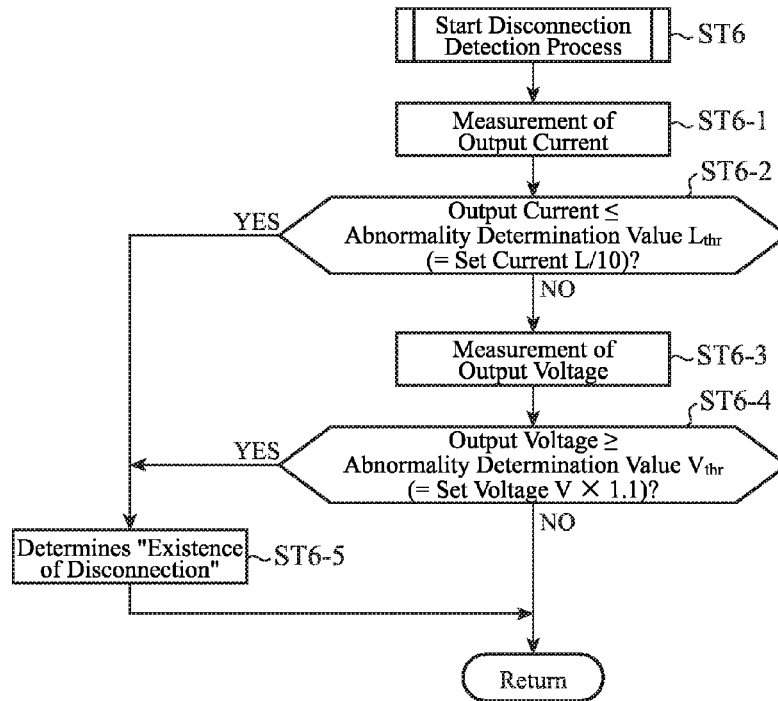 Start Disconnection
Detection Process
ST6
Measurement of
Output Current
ST6-1
ST6-2
Output Current ≤
Abnormality Determination Value Lthr
(= Set Current L/10)?
YES
NO
Measurement of
Output Voltage
ST6-3
ST6-4
Output Voltage ≥
Abnormality Determination Value Vthr
(= Set Voltage V × 1.1)?
YES
NO
Determines "Existence
of Disconnection"
ST6-5
Return